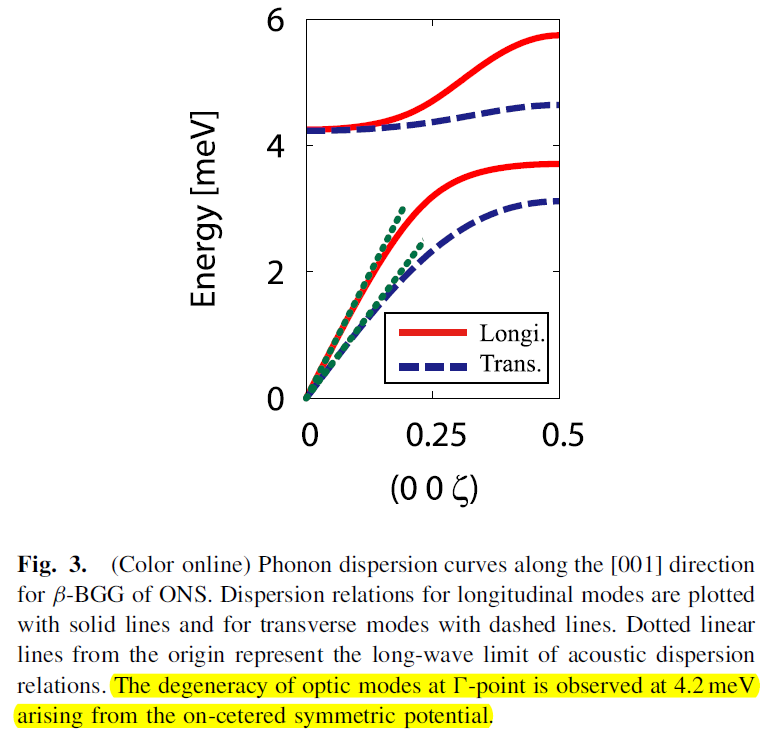 6
4
2
0
Energy [meV]
Longi.
Trans.
0 0.25 0.5
(0 0 ζ)
Fig. 3. (Color online) Phonon dispersion curves along the [001] direction
for β-BGG of ONS. Dispersion relations for longitudinal modes are plotted
with solid lines and for transverse modes with dashed lines. Dotted linear
lines from the origin represent the long-wave limit of acoustic dispersion
relations. The degeneracy of optic modes at Γ-point is observed at 4.2 meV
arising from the on-cetered symmetric potential.